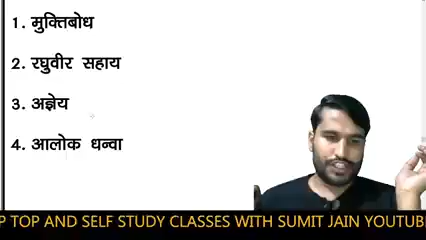 1. मुक्तिबोध
2. रघुवीर सहाय
3. अज्ञेय
4. आलोक धन्वा
P TOP AND SELF STUDY CLASSES WITH SUMIT JAIN YOUTUB